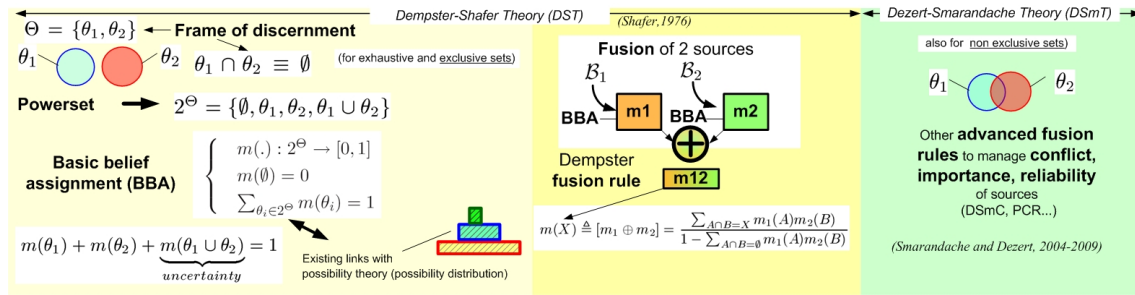 Dempster-Shafer Theory (DST)
(Shafer,1976)
Dezert-Smarandache Theory (DSmT)
Θ = {θ₁, θ₂}
Frame of discernment
θ₁
θ₂
θ₁ ∩ θ₂ ≡ ∅
(for exhaustive and exclusive sets)
Powerset
2^Θ = {∅, θ₁, θ₂, θ₁ ∪ θ₂}
Basic belief
assignment (BBA)
m(.) : 2^Θ → [0, 1]
m(∅) = 0
∑_{θᵢ∈2^Θ} m(θᵢ) = 1
m(θ₁) + m(θ₂) + m(θ₁ ∪ θ₂) = 1
uncertainty
Existing links with
possibility theory (possibility distribution)
Fusion of 2 sources
B₁
B₂
BBA
m1
BBA
m2
Dempster
fusion rule
m12
m(X) ≜ [m₁ ⊕ m₂] = ∑_{A∩B=X} m₁(A)m₂(B) / 1 − ∑_{A∩B=∅} m₁(A)m₂(B)
also for non exclusive sets)
θ₁
θ₂
Other advanced fusion
rules to manage conflict,
importance, reliability
of sources
(DSmC, PCR...)
(Smarandache and Dezert, 2004-2009)